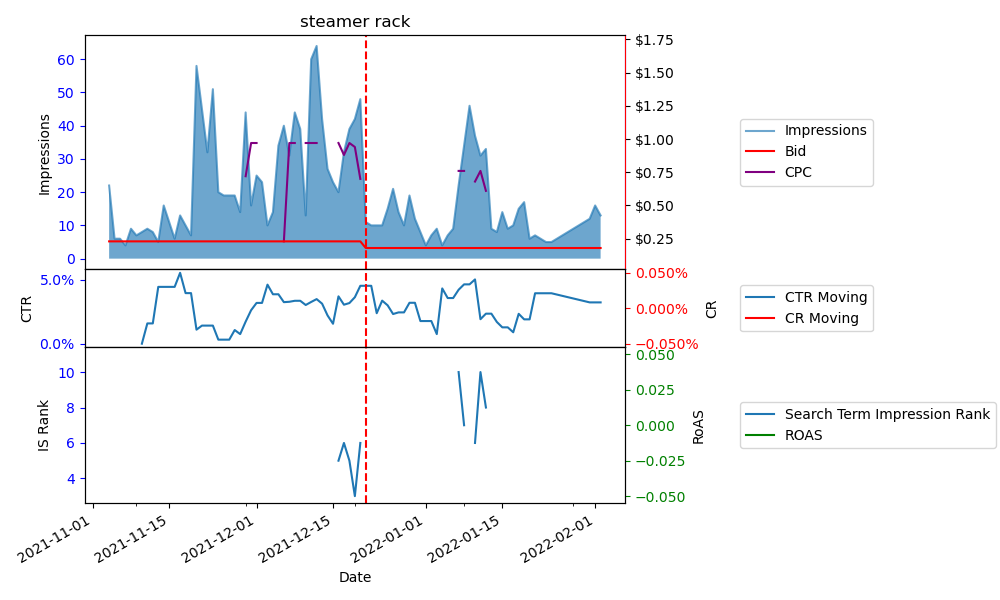 steamer rack
Impressions
60
50
40
30
20
10
0
$1.75
$1.50
$1.25
$1.00
$0.75
$0.50
$0.25
Impressions
Bid
CPC
CTR
5.0%
0.0%
0.050%
0.000%
−0.050%
CR
CTR Moving
CR Moving
IS Rank
10
8
6
4
0.050
0.025
0.000
−0.025
−0.050
RoAS
Search Term Impression Rank
ROAS
2021-11-01
2021-11-15
2021-12-01
2021-12-15
2022-01-01
2022-01-15
2022-02-01
Date